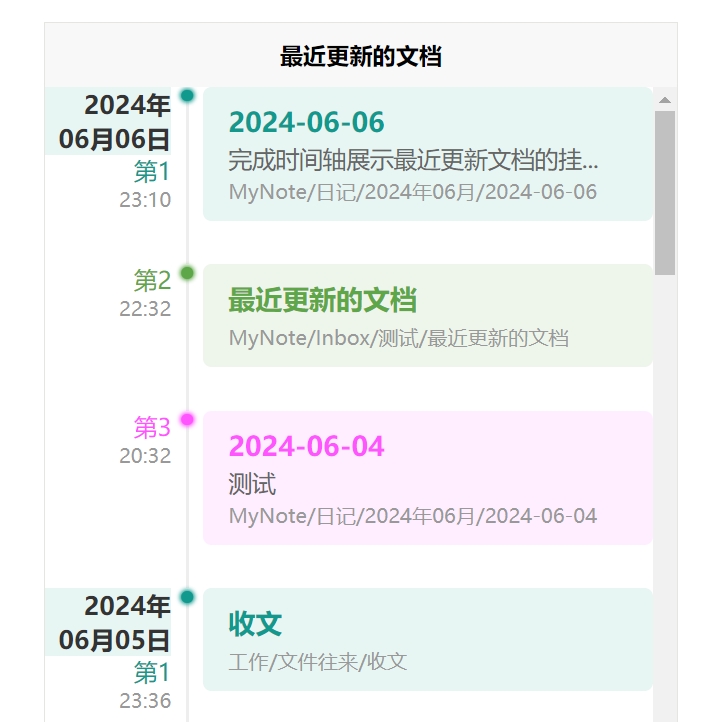 最近更新的文档
2024年
06月06日
第1
23:10
2024-06-06
完成时间轴展示最近更新文档的挂...
MyNote/日记/2024年06月/2024-06-06
第2
22:32
最近更新的文档
MyNote/Inbox/测试/最近更新的文档
第3
20:32
2024-06-04
测试
MyNote/日记/2024年06月/2024-06-04
2024年
06月05日
第1
23:36
收文
工作/文件往来/收文